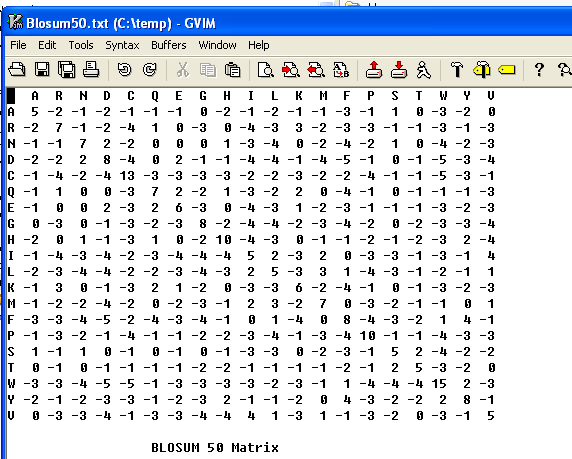 Blosum50.txt (C:\temp) - GVIM
File Edit Tools Syntax Buffers Window Help
A R N D C Q E G H I L K M F P S T W Y V
A 5 -2 -1 -2 -1 -1 -1 0 -2 -1 -2 -1 -1 -3 -1 1 0 -3 -2 0
R -2 7 -1 -2 -4 1 0 -3 0 -4 -3 3 -2 -3 -3 -1 -1 -3 -1 -3
N -1 -1 7 2 -2 0 0 0 1 -3 -4 0 -2 -4 -2 1 0 -4 -2 -3
D -2 -2 2 8 -4 0 2 -1 -1 -4 -4 -1 -4 -5 -1 0 -1 -5 -3 -4
C -1 -4 -2 -4 13 -3 -3 -3 -3 -2 -2 -3 -2 -2 -4 -1 -1 -5 -3 -1
Q -1 1 0 0 -3 7 2 -2 1 -3 -2 2 0 -4 -1 0 -1 -1 -1 -3
E -1 0 0 2 -3 2 6 -3 0 -4 -3 1 -2 -3 -1 -1 -1 -3 -2 -3
G 0 -3 0 -1 -3 -2 -3 8 -2 -4 -4 -2 -3 -4 -2 0 -2 -3 -3 -4
H -2 0 1 -1 -3 1 0 -2 10 -4 -3 0 -1 -1 -2 -1 -2 -3 2 -4
I -1 -4 -3 -4 -2 -3 -4 -4 -4 5 2 -3 2 0 -3 -3 -1 -3 -1 4
L -2 -3 -4 -4 -2 -2 -3 -4 -3 2 5 -3 3 1 -4 -3 -1 -2 -1 1
K -1 3 0 -1 -3 2 1 -2 0 -3 -3 6 -2 -4 -1 0 -1 -3 -2 -3
M -1 -2 -2 -4 -2 0 -2 -3 -1 2 3 -2 7 0 -3 -2 -1 -1 0 1
F -3 -3 -4 -5 -2 -4 -3 -4 -1 0 1 -4 0 8 -4 -3 -2 1 4 -1
P -1 -3 -2 -1 -4 -1 -1 -2 -2 -3 -4 -1 -3 -4 10 -1 -1 -4 -3 -3
S 1 -1 1 0 -1 0 -1 0 -1 -3 -3 0 -2 -3 -1 5 2 -4 -2 -2
T 0 -1 0 -1 -1 -1 -1 -2 -2 -1 -1 -1 -1 -2 -1 2 5 -3 -2 0
W -3 -3 -4 -5 -5 -1 -3 -3 -3 -3 -2 -3 -1 1 -4 -4 -4 15 2 -3
Y -2 -1 -2 -3 -3 -1 -2 -3 2 -1 -1 -2 0 4 -3 -2 -2 2 8 -1
V 0 -3 -3 -4 -1 -3 -3 -4 -4 4 1 -3 1 -1 -3 -2 0 -3 -1 5
BLOSUM 50 Matrix